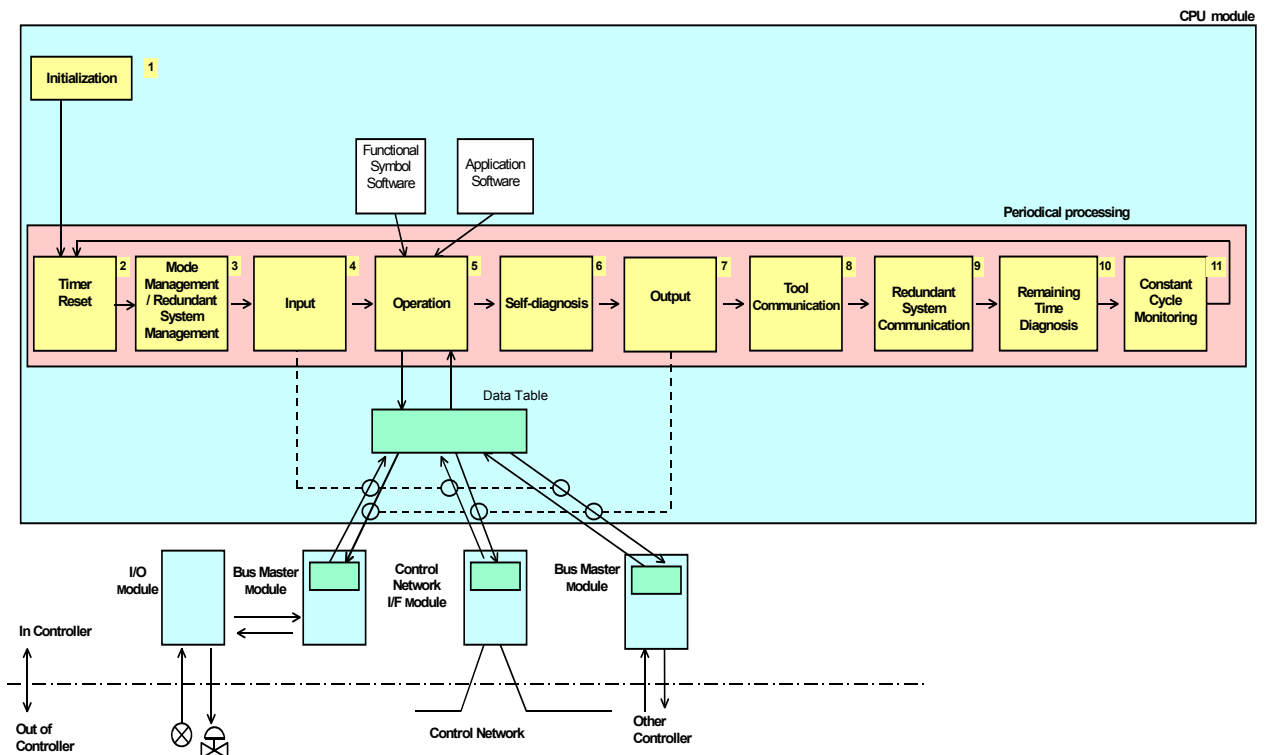 CPU module
Initialization
1
Functional
Symbol
Software
Application
Software
Periodical processing
Timer
Reset
2
Mode
Management
/ Redundant
System
Management
3
Input
4
Operation
5
Self-diagnosis
6
Output
7
Tool
Communication
8
Redundant
System
Communication
9
Remaining
Time
Diagnosis
10
Constant
Cycle
Monitoring
11
Data Table
I/O
Module
Bus Master
Module
Control
Network
I/F Module
Bus Master
Module
In Controller
Out of
Controller
Control Network
Other
Controller